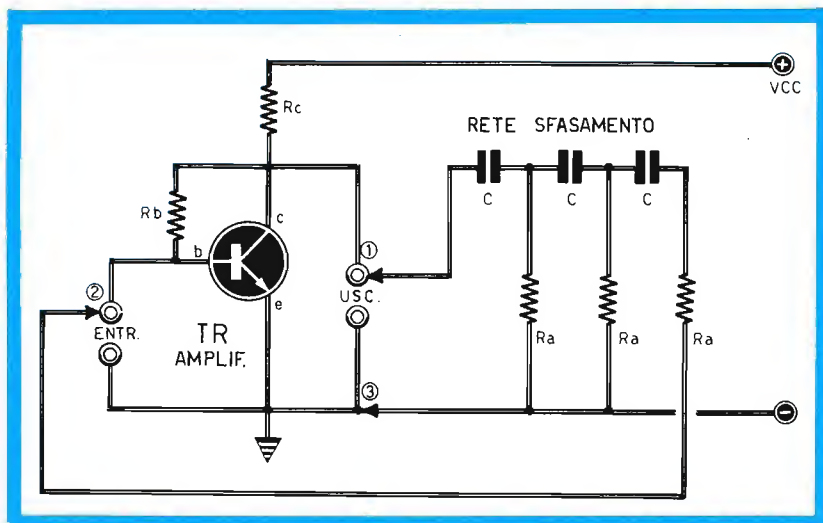 +
VCC
Rc
RETE SFASAMENTO
C
C
C
Rb
c
b
e
①
USC.
②
ENTR.
TR
AMPLIF.
Ra
Ra
Ra
③
-